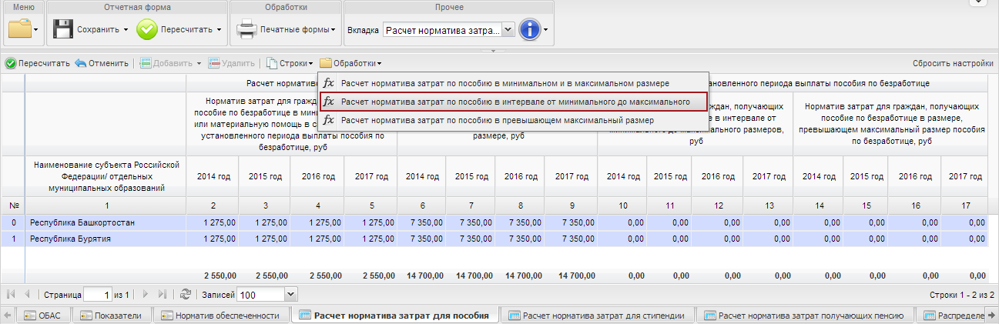 Меню
Отчетная форма
Обработки
Прочее
Сохранить
Пересчитать
Печатные формы
Вкладка
Расчет норматива затра...
Пересчитать
Отменить
Добавить
Удалить
Строки
Обработки
Сбросить настройки
Расчет норматива затрат по пособию в минимальном и в максимальном размере
Расчет норматива затрат по пособию в интервале от минимального до максимального
Расчет норматива затрат по пособию в превышающем максимальный размер
Расчет норматив
становленного периода выплаты пособия по безработице
Норматив затрат для граждан
пособие по безработице в мин
или материальную помощь в с
установленного периода выплаты пособия по
безработице, руб
размере, руб
ждан, получающих
е в интервале от
минимального до максимального размеров,
руб
Норматив затрат для граждан, получающих
пособие по безработице в размере,
превышающем максимальный размер пособия
по безработице, руб
Наименование субъекта Российской
Федерации/ отдельных
муниципальных образований
2014 год 2015 год 2016 год 2017 год 2014 год 2015 год 2016 год 2017 год 2014 год 2015 год 2016 год 2017 год 2014 год 2015 год 2016 год 2017 год
№ 1 2 3 4 5 6 7 8 9 10 11 12 13 14 15 16 17
0 Республика Башкортостан 1 275,00 1 275,00 1 275,00 1 275,00 7 350,00 7 350,00 7 350,00 7 350,00 0,00 0,00 0,00 0,00 0,00 0,00 0,00 0,00
1 Республика Бурятия 1 275,00 1 275,00 1 275,00 1 275,00 7 350,00 7 350,00 7 350,00 7 350,00 0,00 0,00 0,00 0,00 0,00 0,00 0,00 0,00
2 550,00 2 550,00 2 550,00 2 550,00 14 700,00 14 700,00 14 700,00 14 700,00 0,00 0,00 0,00 0,00 0,00 0,00 0,00 0,00
Страница 1 из 1
Записей 100
Строки 1 - 2 из 2
ОБАС
Показатели
Норматив обеспеченности
Расчет норматива затрат для пособия
Расчет норматива затрат для стипендии
Расчет норматива затрат получающих пенсию
Распределе